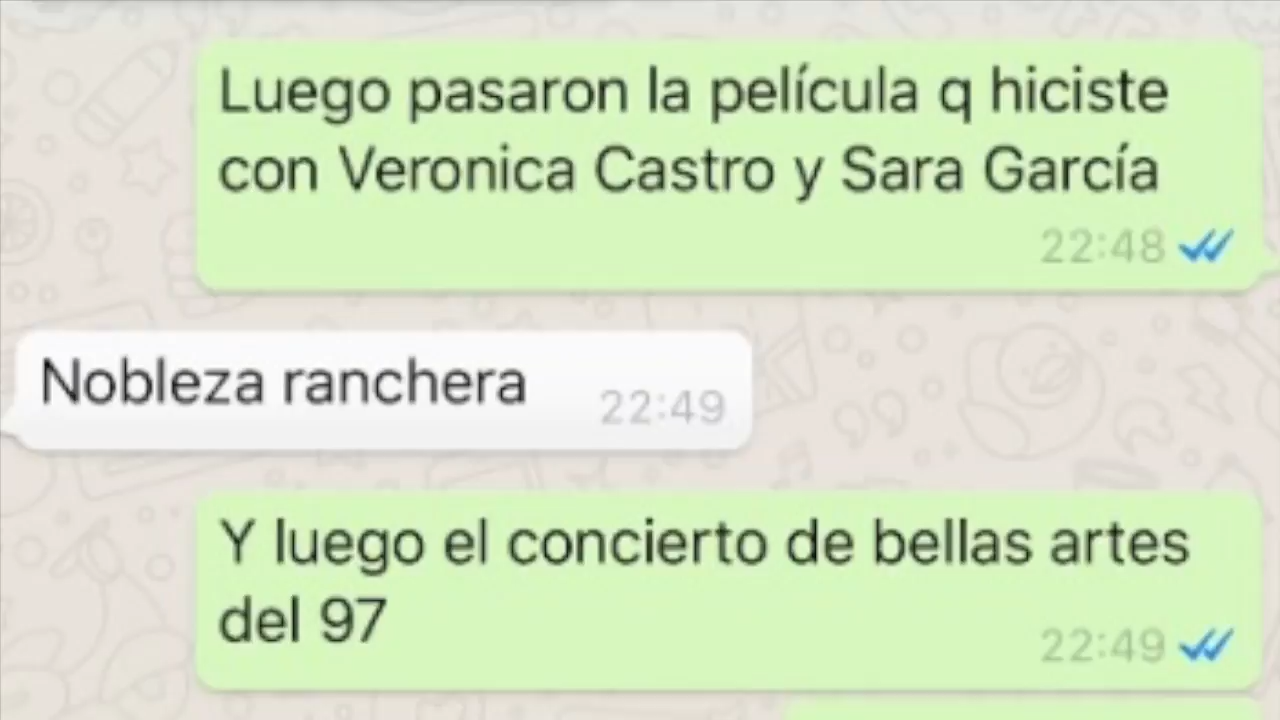 Luego pasaron la película q hiciste
con Veronica Castro y Sara García
22:48
Nobleza ranchera
22:49
Y luego el concierto de bellas artes
del 97
22:49